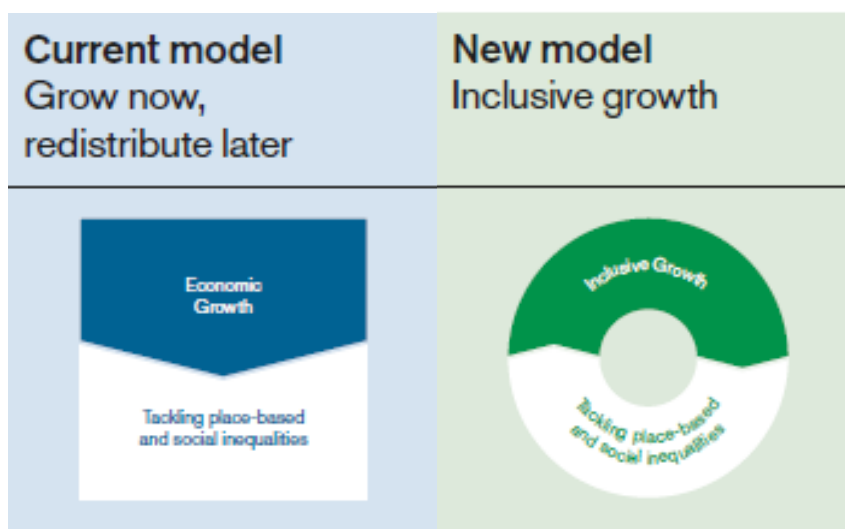 Current model
Grow now,
redistribute later
New model
Inclusive growth
Economic
Growth
Tackling place-based
and social inequalities
Inclusive Growth
Tackling place-based
and social inequalities